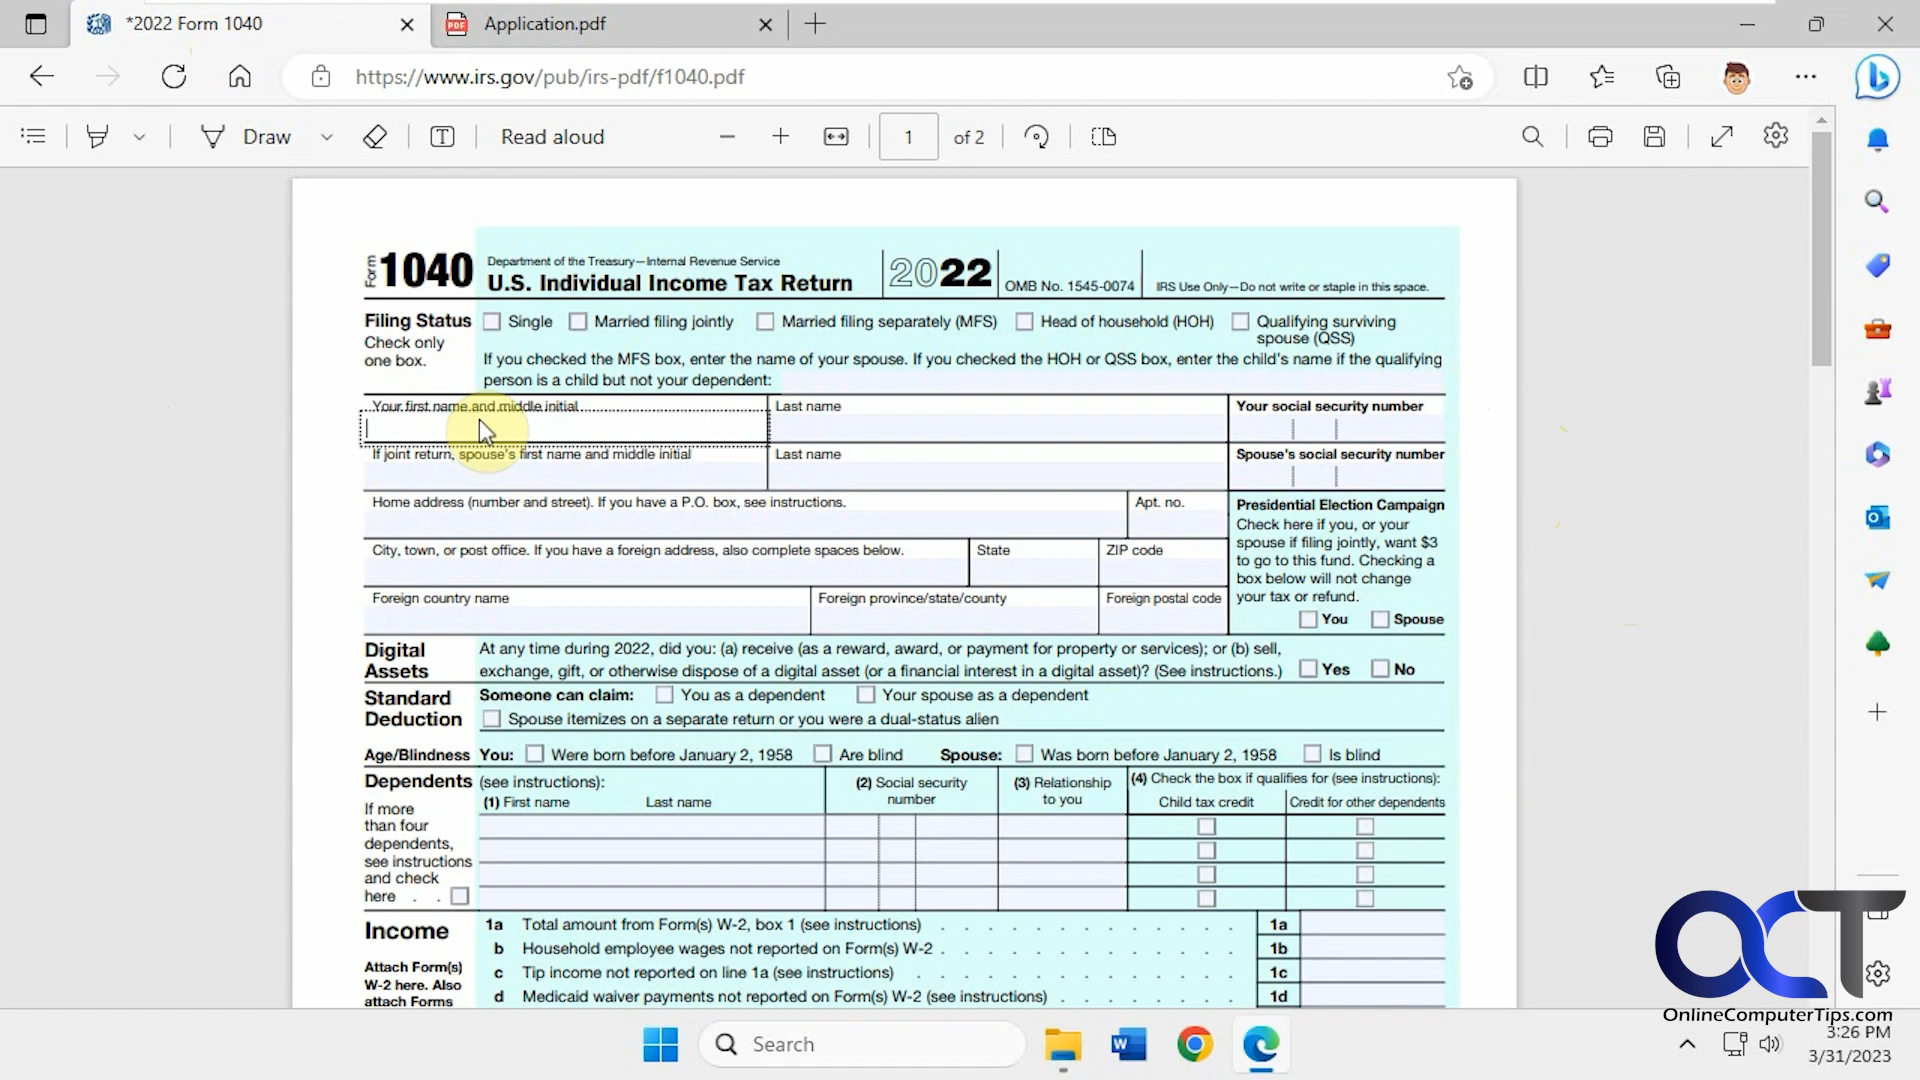 *2022 Form 1040
Application.pdf
https://www.irs.gov/pub/irs-pdf/f1040.pdf
Draw
Read aloud
1 of 2
Form 1040
Department of the Treasury—Internal Revenue Service
U.S. Individual Income Tax Return
2022
OMB No. 1545-0074
IRS Use Only—Do not write or staple in this space.
Filing Status
Check only
one box.
Single
Married filing jointly
Married filing separately (MFS)
Head of household (HOH)
Qualifying surviving
spouse (QSS)
If you checked the MFS box, enter the name of your spouse. If you checked the HOH or QSS box, enter the child's name if the qualifying
person is a child but not your dependent:
Your first name and middle initial
Last name
Your social security number
If joint return, spouse's first name and middle initial
Last name
Spouse's social security number
Home address (number and street). If you have a P.O. box, see instructions.
Apt. no.
City, town, or post office. If you have a foreign address, also complete spaces below.
State
ZIP code
Foreign country name
Foreign province/state/county
Foreign postal code
Presidential Election Campaign
Check here if you, or your
spouse if filing jointly, want $3
to go to this fund. Checking a
box below will not change
your tax or refund.
You
Spouse
Digital
Assets
At any time during 2022, did you: (a) receive (as a reward, award, or payment for property or services); or (b) sell,
exchange, gift, or otherwise dispose of a digital asset (or a financial interest in a digital asset)? (See instructions.)
Yes
No
Standard
Deduction
Someone can claim:
You as a dependent
Your spouse as a dependent
Spouse itemizes on a separate return or you were a dual-status alien
Age/Blindness
You:
Were born before January 2, 1958
Are blind
Spouse:
Was born before January 2, 1958
Is blind
Dependents (see instructions):
(1) First name
Last name
(2) Social security
number
(3) Relationship
to you
(4) Check the box if qualifies for (see instructions):
Child tax credit
Credit for other dependents
If more
than four
dependents,
see instructions
and check
here . .
Income
Attach Form(s)
W-2 here. Also
attach Forms
1a Total amount from Form(s) W-2, box 1 (see instructions) 1a
b Household employee wages not reported on Form(s) W-2 1b
c Tip income not reported on line 1a (see instructions) 1c
d Medicaid waiver payments not reported on Form(s) W-2 (see instructions) 1d
OCT
OnlineComputerTips.com
Search
3:26 PM
3/31/2023